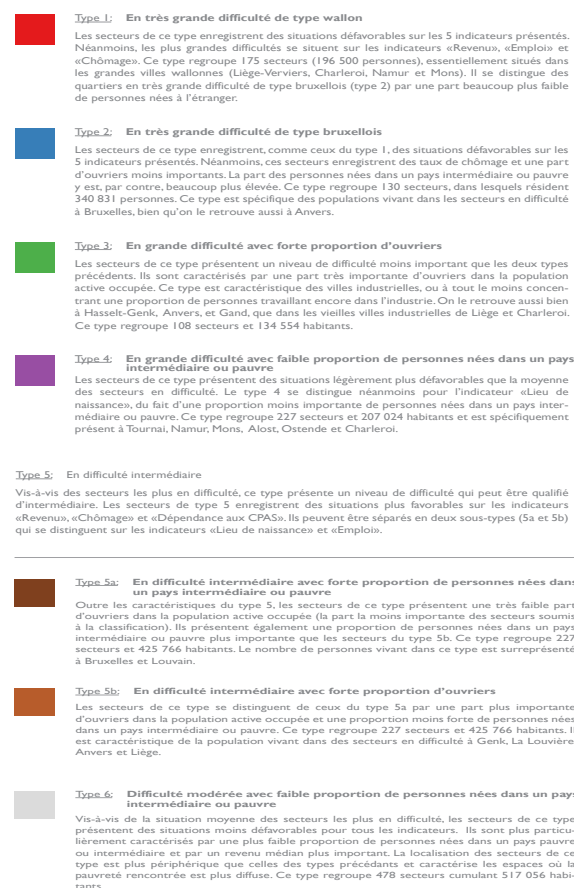 Type 1: En très grande difficulté de type wallon
Les secteurs de ce type enregistrent des situations défavorables sur les 5 indicateurs présentés.
Néanmoins, les plus grandes difficultés se situent sur les indicateurs «Revenu», «Emploi» et
«Chômage». Ce type regroupe 175 secteurs (196 500 personnes), essentiellement situés dans
les grandes villes wallonnes (Liège-Verviers, Charleroi, Namur et Mons). Il se distingue des
quartiers en très grande difficulté de type bruxellois (type 2) par une part beaucoup plus faible
de personnes nées à l'étranger.
Type 2: En très grande difficulté de type bruxellois
Les secteurs de ce type enregistrent, comme ceux du type 1, des situations défavorables sur les
5 indicateurs présentés. Néanmoins, ces secteurs enregistrent des taux de chômage et une part
d'ouvriers moins importants. La part des personnes nées dans un pays intermédiaire ou pauvre
y est, par contre, beaucoup plus élevée. Ce type regroupe 130 secteurs, dans lesquels résident
340 831 personnes. Ce type est spécifique des populations vivant dans les secteurs en difficulté
à Bruxelles, bien qu'on le retrouve aussi à Anvers.
Type 3: En grande difficulté avec forte proportion d'ouvriers
Les secteurs de ce type présentent un niveau de difficulté moins important que les deux types
précédents. Ils sont caractérisés par une part très importante d'ouvriers dans la population
active occupée. Ce type est caractéristique des villes industrielles, ou à tout le moins concen-
trant une proportion de personnes travaillant encore dans l'industrie. On le retrouve aussi bien
à Hasselt-Genk, Anvers, et Gand, que dans les vieilles villes industrielles de Liège et Charleroi.
Ce type regroupe 108 secteurs et 134 554 habitants.
Type 4: En grande difficulté avec faible proportion de personnes nées dans un pays
intermédiaire ou pauvre
Les secteurs de ce type présentent des situations légèrement plus défavorables que la moyenne
des secteurs en difficulté. Le type 4 se distingue néanmoins pour l'indicateur «Lieu de
naissance», du fait d'une proportion moins importante de personnes nées dans un pays inter-
médiaire ou pauvre. Ce type regroupe 227 secteurs et 207 024 habitants et est spécifiquement
présent à Tournai, Namur, Mons, Alost, Ostende et Charleroi.
Type 5: En difficulté intermédiaire
Vis-à-vis des secteurs les plus en difficulté, ce type présente un niveau de difficulté qui peut être qualifié
d'intermédiaire. Les secteurs de type 5 enregistrent des situations plus favorables sur les indicateurs
«Revenu», «Chômage» et «Dépendance aux CPAS». Ils peuvent être séparés en deux sous-types (5a et 5b)
qui se distinguent sur les indicateurs «Lieu de naissance» et «Emploi».
Type 5a: En difficulté intermédiaire avec forte proportion de personnes nées dans
un pays intermédiaire ou pauvre
Outre les caractéristiques du type 5, les secteurs de ce type présentent une très faible part
d'ouvriers dans la population active occupée (la part la moins importante des secteurs soumis
à la classification). Ils présentent également une proportion de personnes nées dans un pays
intermédiaire ou pauvre plus importante que les secteurs du type 5b. Ce type regroupe 227
secteurs et 425 766 habitants. Le nombre de personnes vivant dans ce type est surreprésenté
à Bruxelles et Louvain.
Type 5b: En difficulté intermédiaire avec forte proportion d'ouvriers
Les secteurs de ce type se distinguent de ceux du type 5a par une part plus importante
d'ouvriers dans la population active occupée et une proportion moins forte de personnes nées
dans un pays intermédiaire ou pauvre. Ce type regroupe 227 secteurs et 425 766 habitants. Il
est caractéristique de la population vivant dans des secteurs en difficulté à Genk, La Louvière
Anvers et Liège.
Type 6: Difficulté modérée avec faible proportion de personnes nées dans un pays
intermédiaire ou pauvre
Vis-à-vis de la situation moyenne des secteurs les plus en difficulté, les secteurs de ce type
présentent des situations moins défavorables pour tous les indicateurs. Ils sont plus particu-
lièrement caractérisés par une plus faible proportion de personnes nées dans un pays pauvre
ou intermédiaire et par un revenu médian plus important. La localisation des secteurs de ce
type est plus périphérique que celles des types précédents et caractérise les espaces où la
pauvreté rencontrée est plus diffuse. Ce type regroupe 478 secteurs cumulant 517 056 habi-
tants